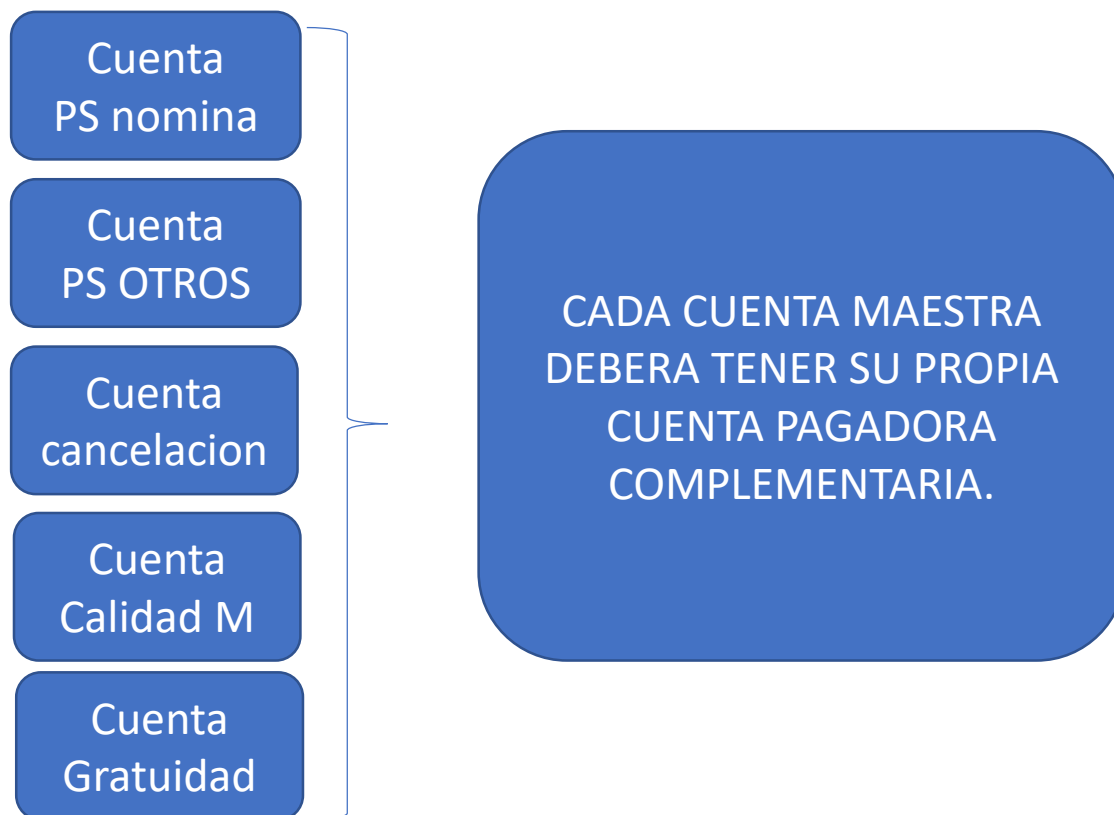 Cuenta
PS nomina
Cuenta
PS OTROS
Cuenta
cancelacion
Cuenta
Calidad M
Cuenta
Gratuidad
CADA CUENTA MAESTRA
DEBERA TENER SU PROPIA
CUENTA PAGADORA
COMPLEMENTARIA.